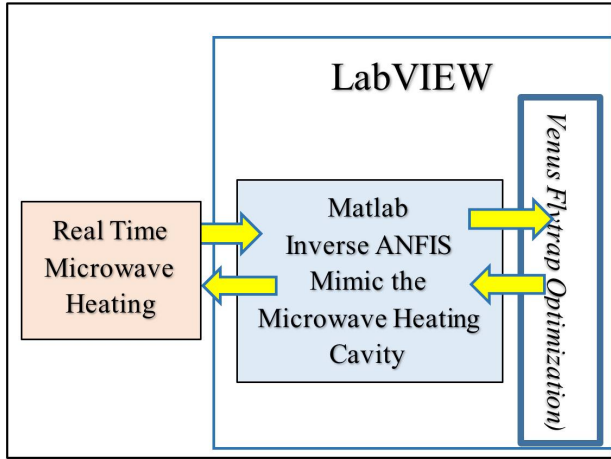 LabVIEW
Real Time
Microwave
Heating
Matlab
Inverse ANFIS
Mimic the
Microwave Heating
Cavity
Venus Flytrap Optimization)